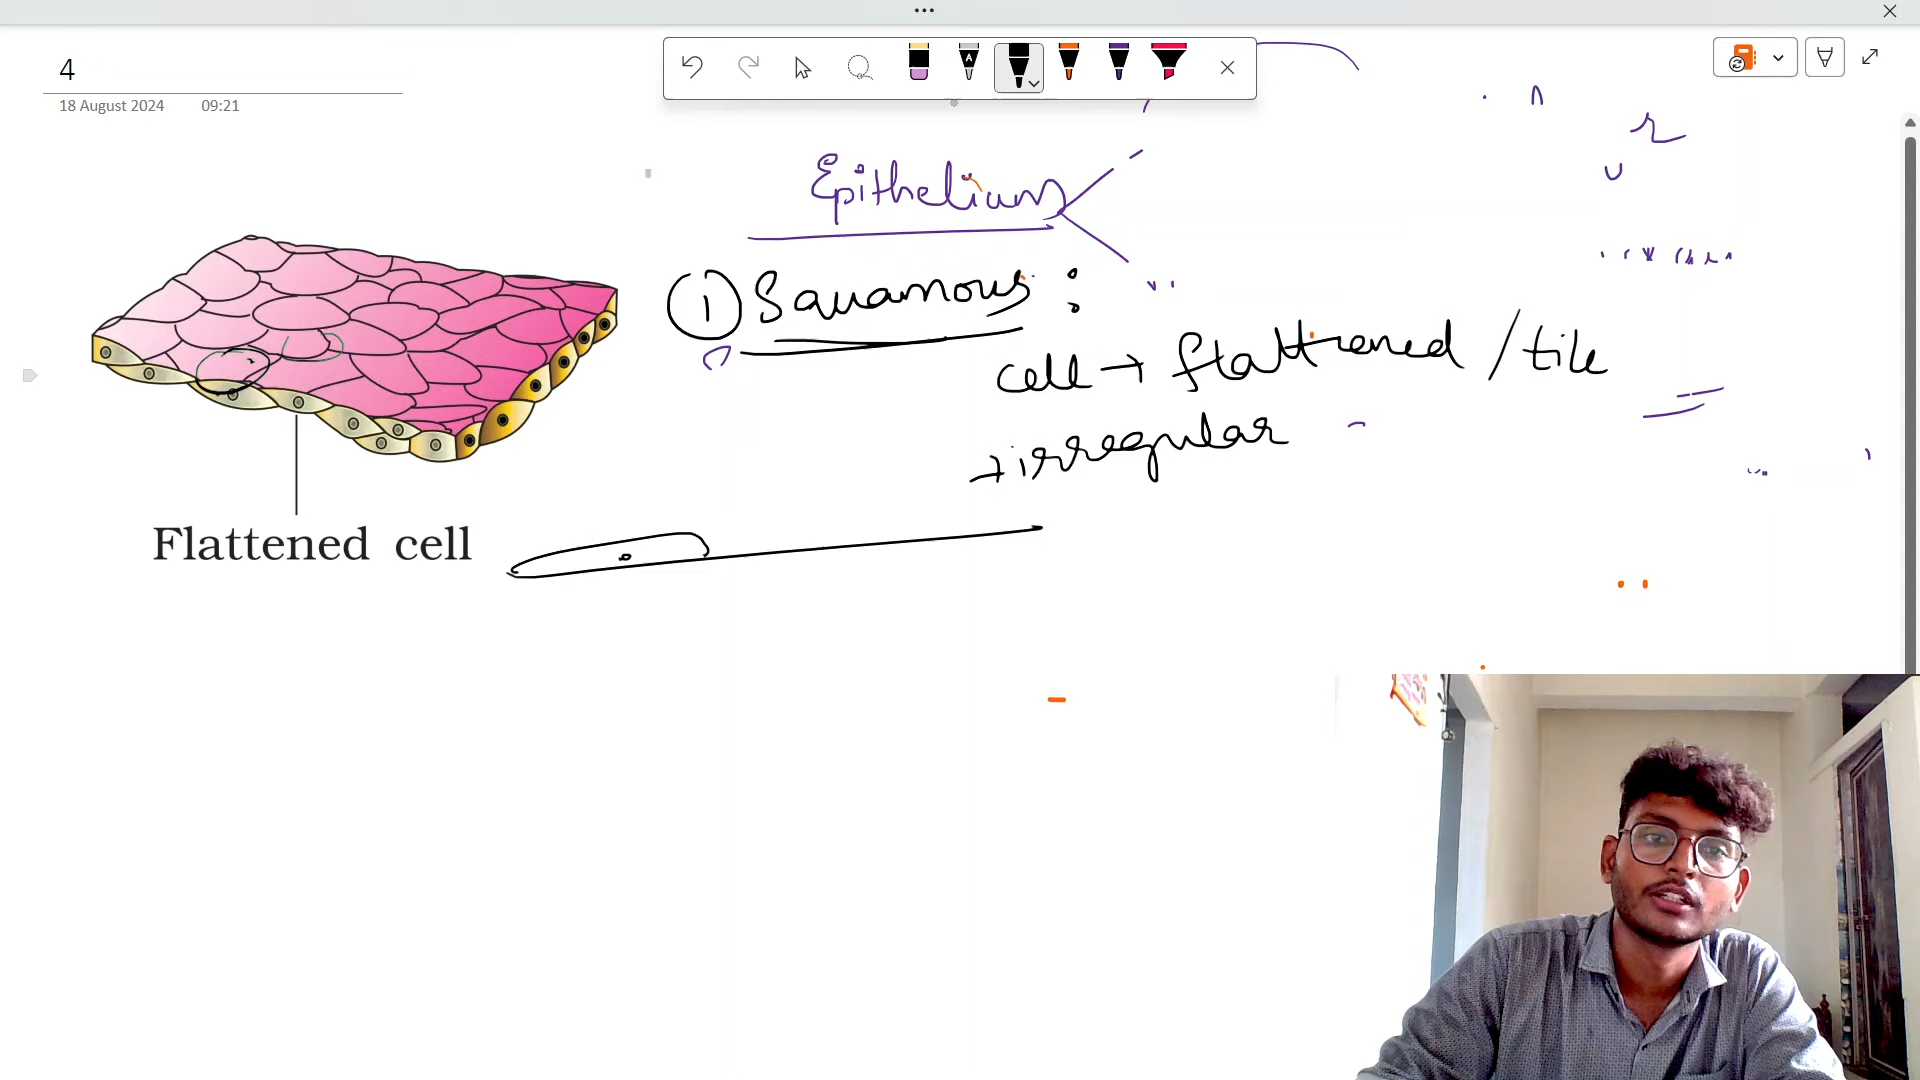 4
18 August 2024 09:21
Epithelium
① Squamous :
cell → flattened / tile
→ irregular
Flattened cell